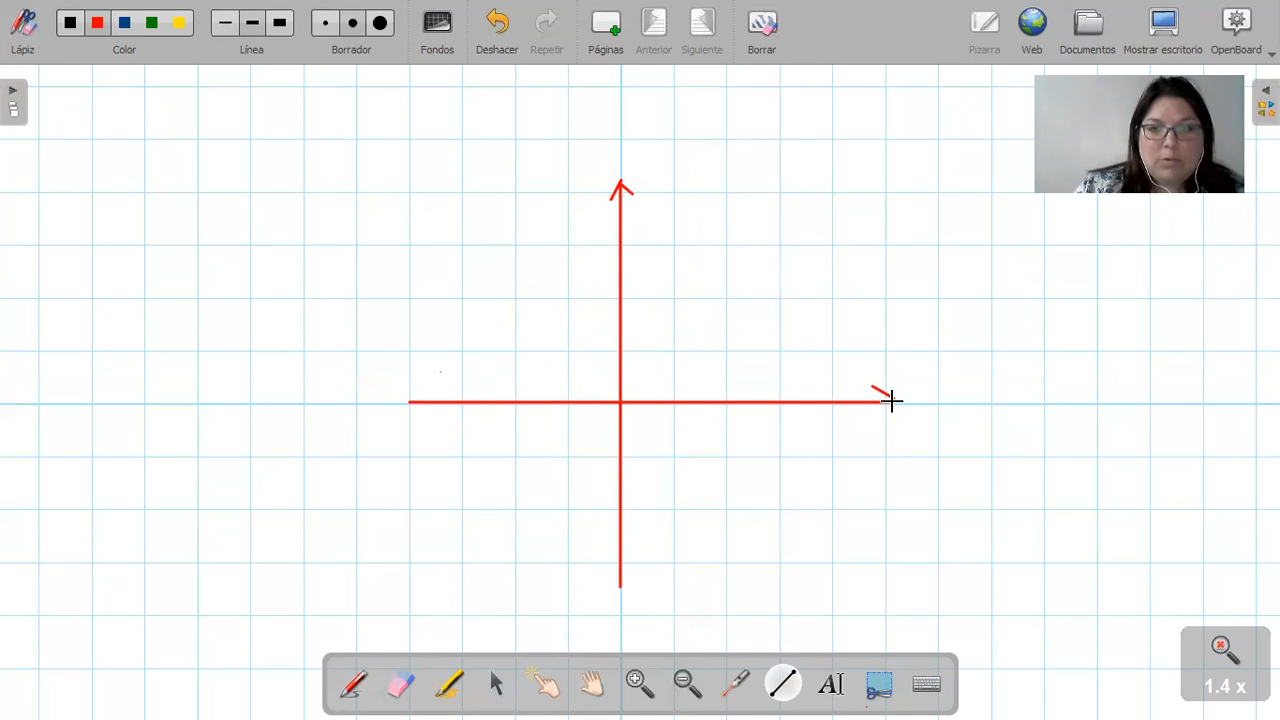 Lápiz
Color
Línea
Borrador
Fondos
Deshacer
Repetir
Páginas
Anterior
Siguiente
Borrar
Pizarra
Web
Documentos
Mostrar escritorio
OpenBoard
1.4 x